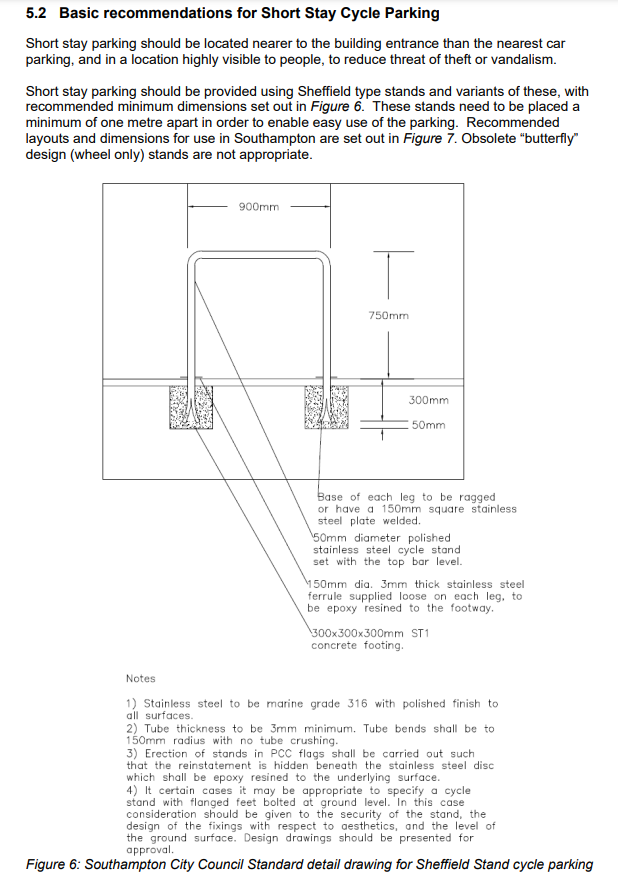 5.2 Basic recommendations for Short Stay Cycle Parking
Short stay parking should be located nearer to the building entrance than the nearest car
parking, and in a location highly visible to people, to reduce threat of theft or vandalism.
Short stay parking should be provided using Sheffield type stands and variants of these, with
recommended minimum dimensions set out in Figure 6. These stands need to be placed a
minimum of one metre apart in order to enable easy use of the parking. Recommended
layouts and dimensions for use in Southampton are set out in Figure 7. Obsolete “butterfly”
design (wheel only) stands are not appropriate.
900mm
750mm
300mm
50mm
Base of each leg to be ragged
or have a 150mm square stainless
steel plate welded.
50mm diameter polished
stainless steel cycle stand
set with the top bar level.
150mm dia. 3mm thick stainless steel
ferrule supplied loose on each leg, to
be epoxy resined to the footway.
300x300x300mm ST1
concrete footing.
Notes
1) Stainless steel to be marine grade 316 with polished finish to
all surfaces.
2) Tube thickness to be 3mm minimum. Tube bends shall be to
150mm radius with no tube crushing.
3) Erection of stands in PCC flags shall be carried out such
that the reinstatement is hidden beneath the stainless steel disc
which shall be epoxy resined to the underlying surface.
4) It certain cases it may be appropriate to specify a cycle
stand with flanged feet bolted at ground level. In this case
consideration should be given to the security of the stand, the
design of the fixings with respect to aesthetics, and the level of
the ground surface. Design drawings should be presented for
approval.
Figure 6: Southampton City Council Standard detail drawing for Sheffield Stand cycle parking